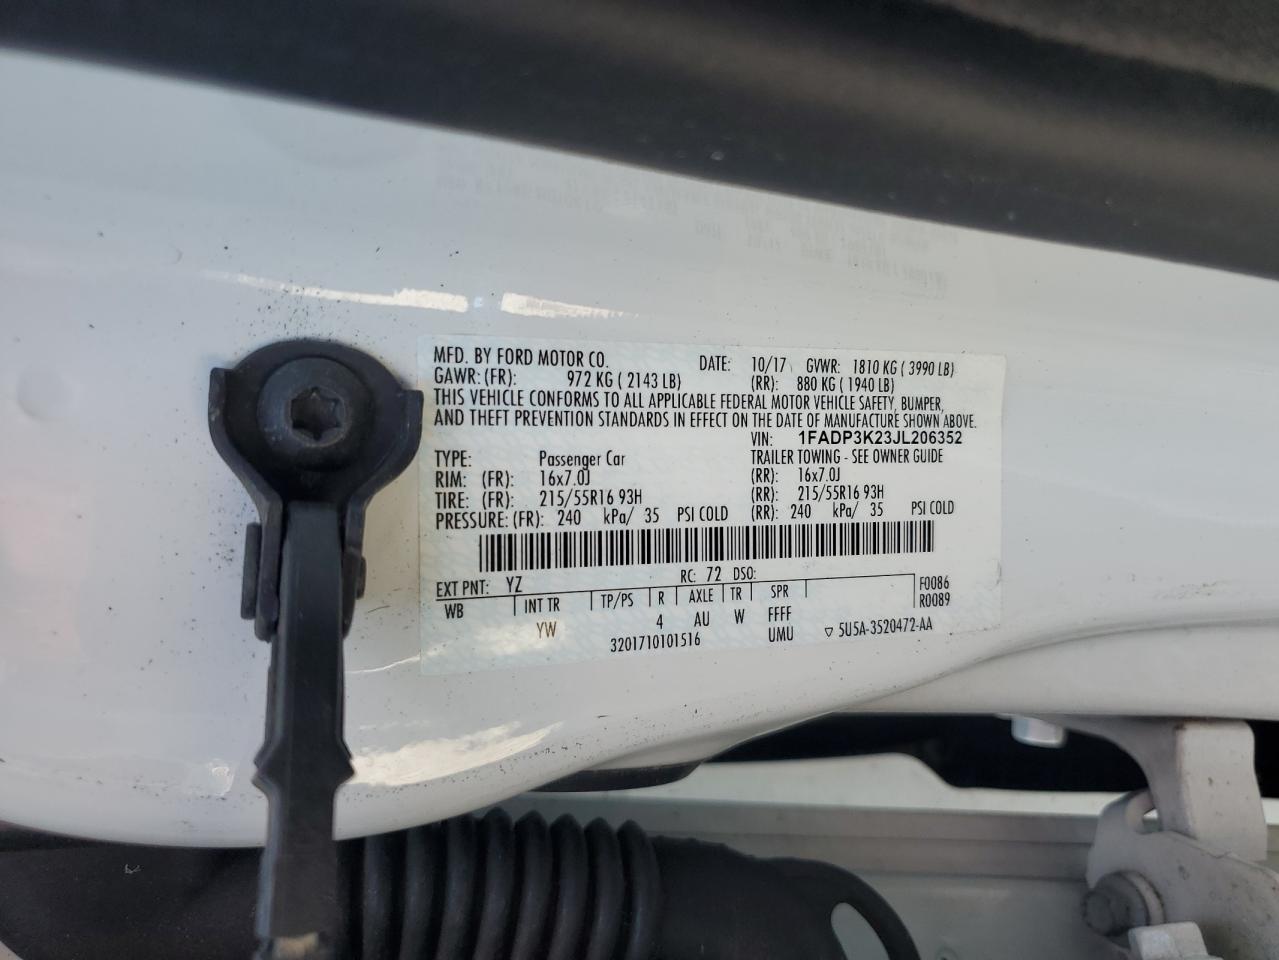 MFD. BY FORD MOTOR CO. DATE: 10/17 GVWR: 1810 KG ( 3990 LB)
GAWR: (FR): 972 KG ( 2143 LB) (RR): 880 KG ( 1940 LB)
THIS VEHICLE CONFORMS TO ALL APPLICABLE FEDERAL MOTOR VEHICLE SAFETY, BUMPER,
AND THEFT PREVENTION STANDARDS IN EFFECT ON THE DATE OF MANUFACTURE SHOWN ABOVE.
VIN: 1FADP3K23JL206352
TYPE: Passenger Car TRAILER TOWING - SEE OWNER GUIDE
RIM: (FR): 16x7.0J (RR): 16x7.0J
TIRE: (FR): 215/55R16 93H (RR): 215/55R16 93H
PRESSURE: (FR): 240 kPa/ 35 PSI COLD (RR): 240 kPa/ 35 PSI COLD
EXT PNT: YZ RC: 72 DSO: F0086
WB INT TR TP/PS R AXLE TR SPR R0089
YW 4 AU W FFFF
3201710101516 UMU ▽ 5U5A-3520472-AA